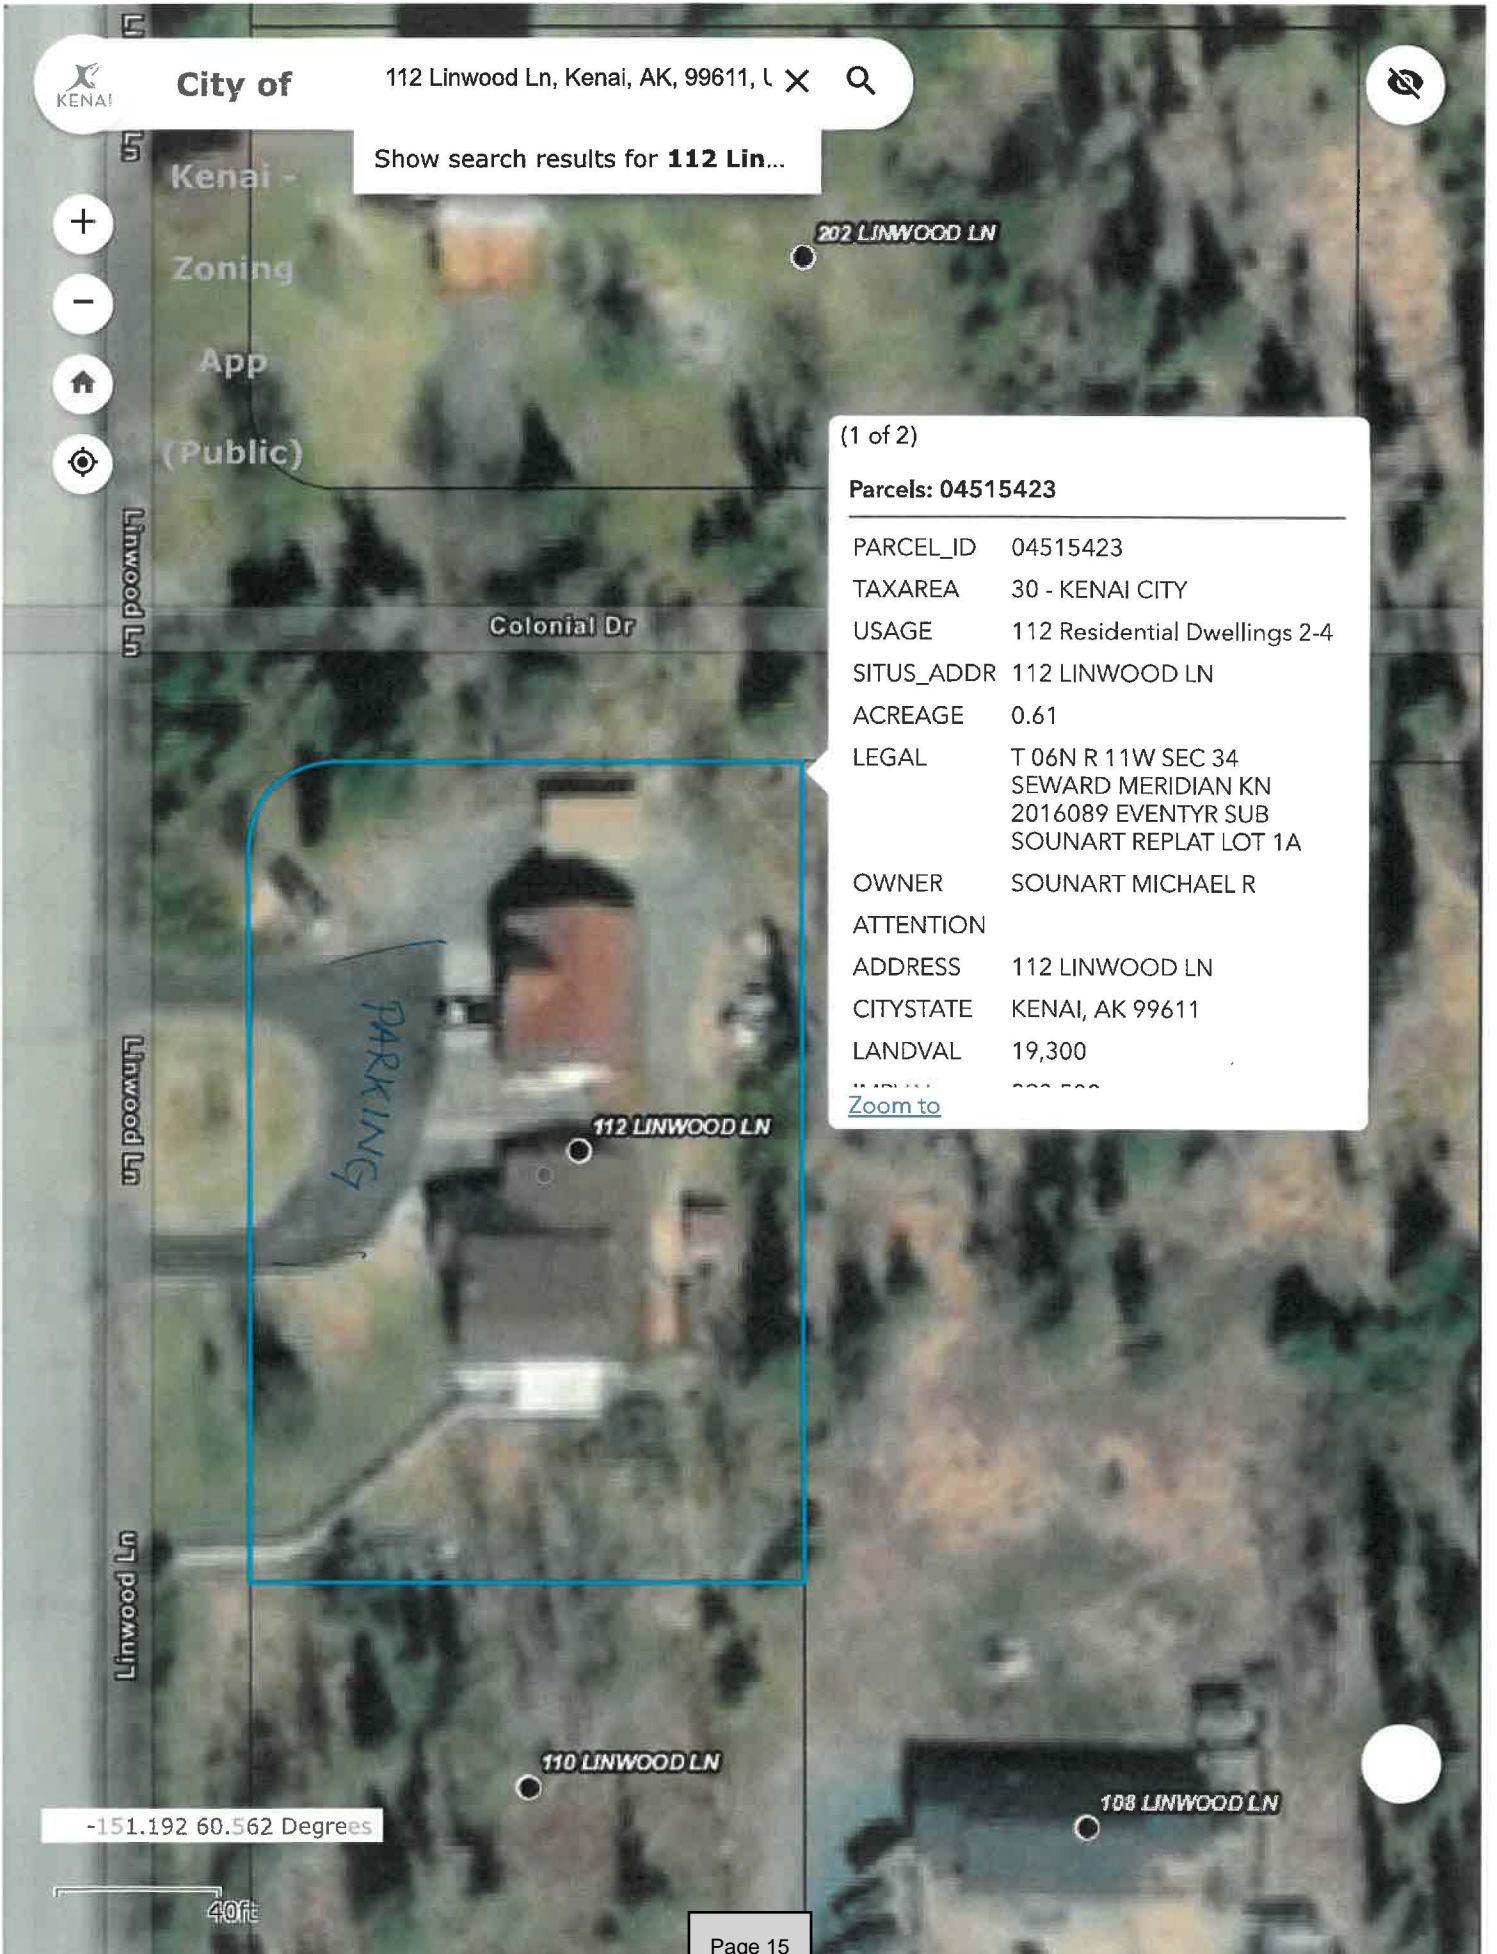 KENAI
City of
112 Linwood Ln, Kenai, AK, 99611, U
Show search results for 112 Lin...
Kenai -
Zoning
App
(Public)
202 LINWOOD LN
Linwood Ln
Colonial Dr
(1 of 2)
Parcels: 04515423
PARCEL_ID 04515423
TAXAREA 30 - KENAI CITY
USAGE 112 Residential Dwellings 2-4
SITUS_ADDR 112 LINWOOD LN
ACREAGE 0.61
LEGAL T 06N R 11W SEC 34
SEWARD MERIDIAN KN
2016089 EVENTYR SUB
SOUNART REPLAT LOT 1A
OWNER SOUNART MICHAEL R
ATTENTION
ADDRESS 112 LINWOOD LN
CITYSTATE KENAI, AK 99611
LANDVAL 19,300
Zoom to
PARKING
Linwood Ln
112 LINWOOD LN
Linwood Ln
110 LINWOOD LN
108 LINWOOD LN
-151.192 60.562 Degrees
40ft
Page 15